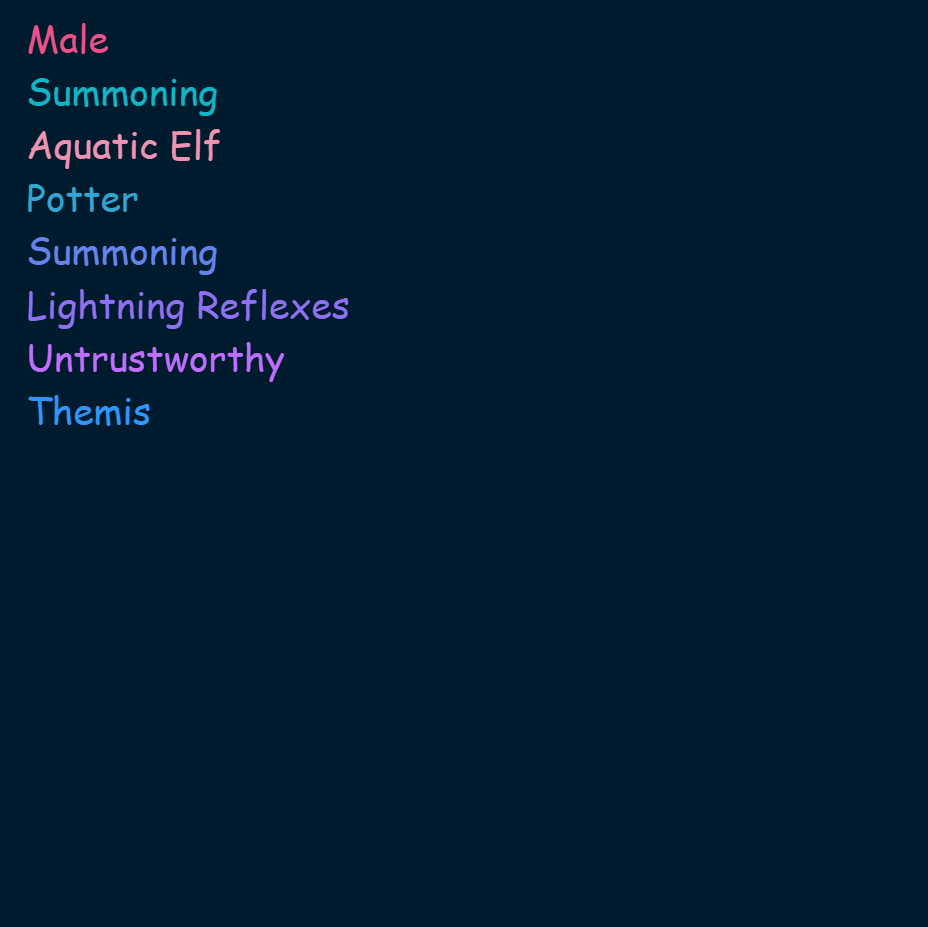 Male
Summoning
Aquatic Elf
Potter
Summoning
Lightning Reflexes
Untrustworthy
Themis